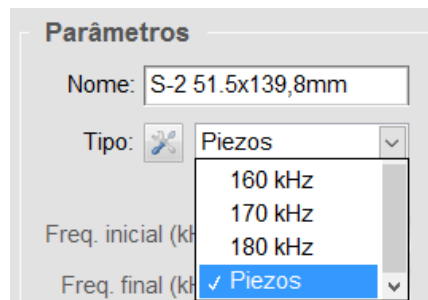 Parâmetros
Nome: S-2 51.5x139,8mm
Tipo: Piezos
160 kHz
170 kHz
180 kHz
✓ Piezos
Freq. inicial (kH
Freq. final (kH